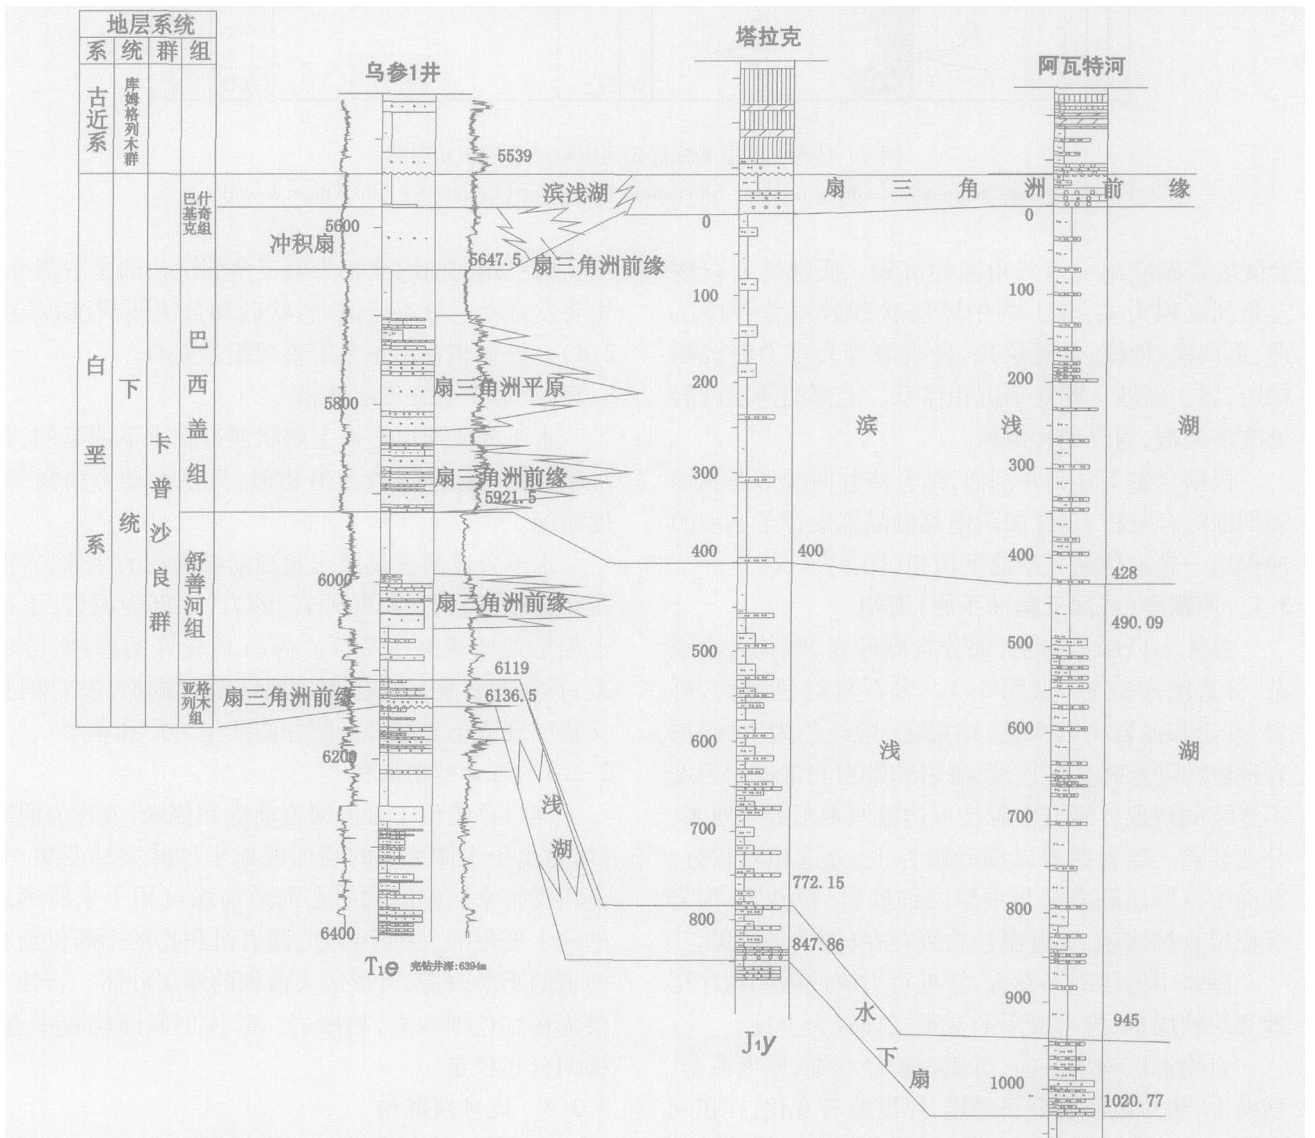 地层系统
系 统 群 组
古近系
库姆格列木群
白垩系
下统
卡普沙良群
巴什基奇克组
巴西盖组
舒善河组
亚格列木组
乌参1井
5539
5600
滨浅湖
冲积扇
5647.5
扇三角洲前缘
5800
扇三角洲平原
扇三角洲前缘
5921.5
6000
扇三角洲前缘
6119
6136.5
扇三角洲前缘
6200
浅湖
6400
T₁e
完钻井深:6394m
塔拉克
0
100
200
300
400
400
500
600
700
772.15
800
847.86
J₁y
阿瓦特河
扇三角洲前缘
0
100
200
滨浅湖
300
400
428
490.09
500
600
浅湖
700
800
900
945
水下扇
1000
1020.77